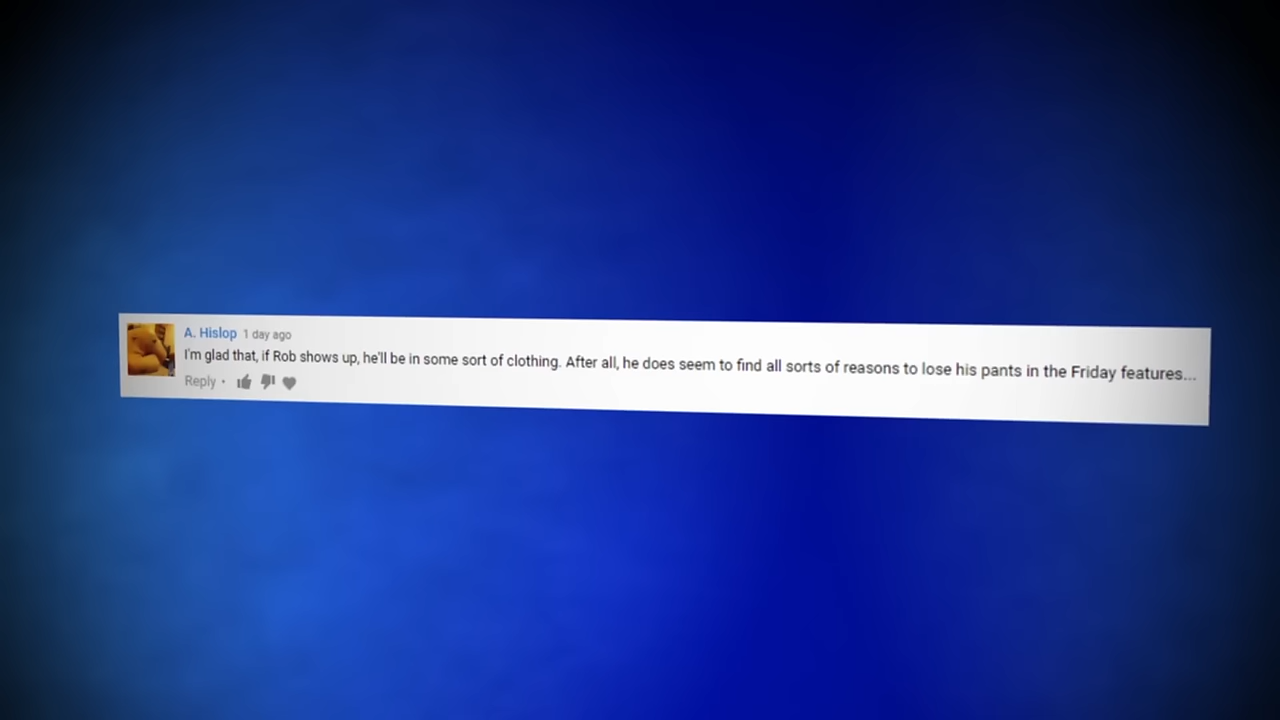 A. Hislop 1 day ago
I'm glad that, if Rob shows up, he'll be in some sort of clothing. After all, he does seem to find all sorts of reasons to lose his pants in the Friday features...
Reply •